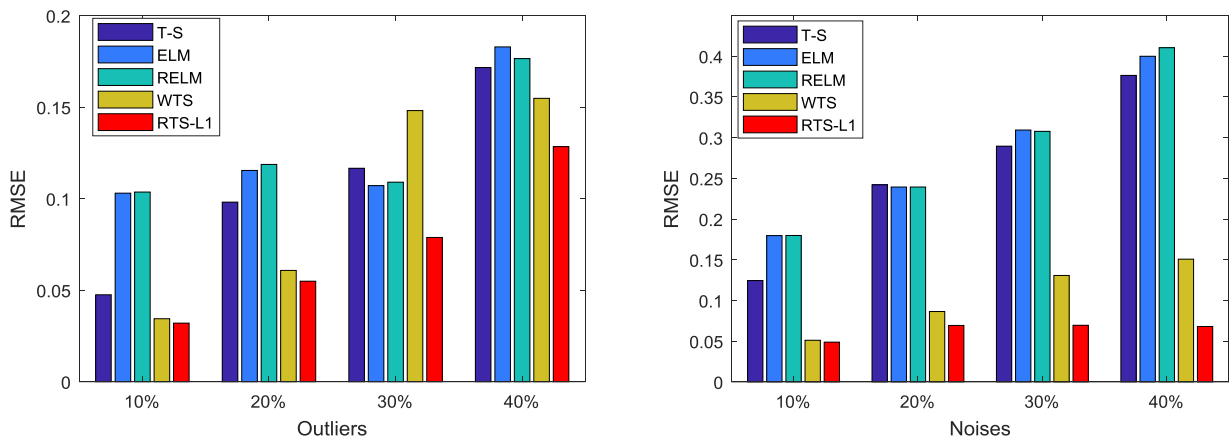 0.2
0.15
0.1
0.05
0
RMSE
T-S
ELM
RELM
WTS
RTS-L1
10%
20%
30%
40%
Outliers
0.4
0.35
0.3
0.25
0.2
0.15
0.1
0.05
0
RMSE
T-S
ELM
RELM
WTS
RTS-L1
10%
20%
30%
40%
Noises